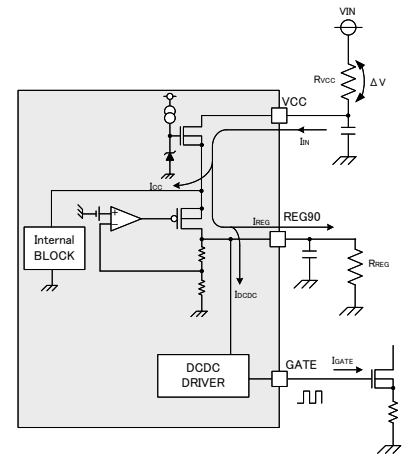 VIN
RVCC
ΔV
VCC
IIN
ICC
IREG
REG90
+
-
Internal
BLOCK
IDCDC
RREG
DCDC
DRIVER
GATE
IGATE